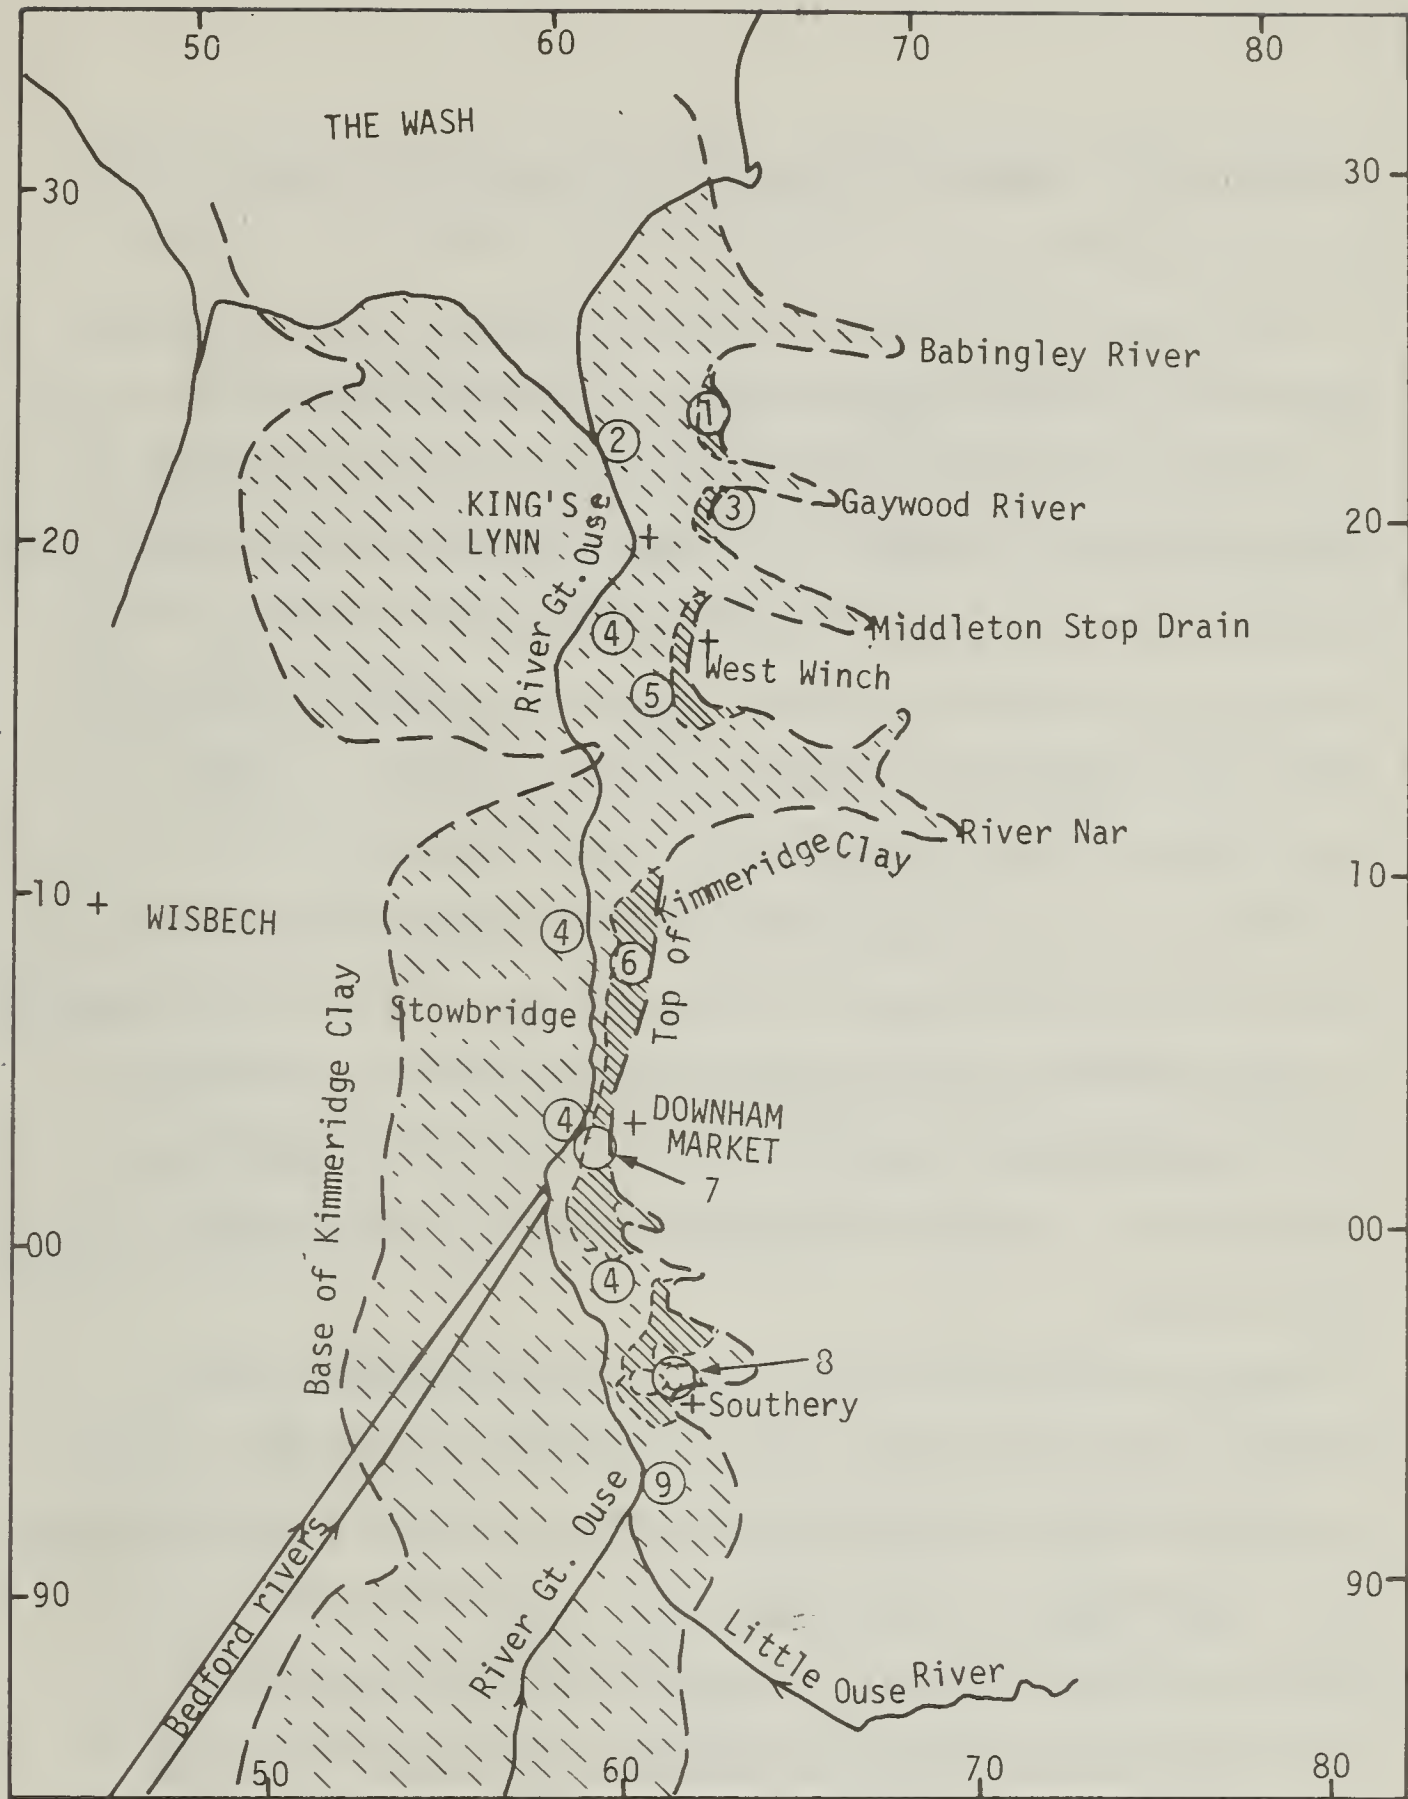 50
60
70
80
THE WASH
30
30
Babingley River
1
2
KING'S
LYNN
River Gt. Ouse
3
Gaywood River
20
20
4
Middleton Stop Drain
5
West Winch
River Nar
Top of Kimmeridge Clay
10
10
WISBECH
4
6
Base of Kimmeridge Clay
Stowbridge
4
DOWNHAM
MARKET
7
00
00
4
8
Southery
9
River Gt. Ouse
Bedford rivers
90
90
Little Ouse River
50
60
70
80